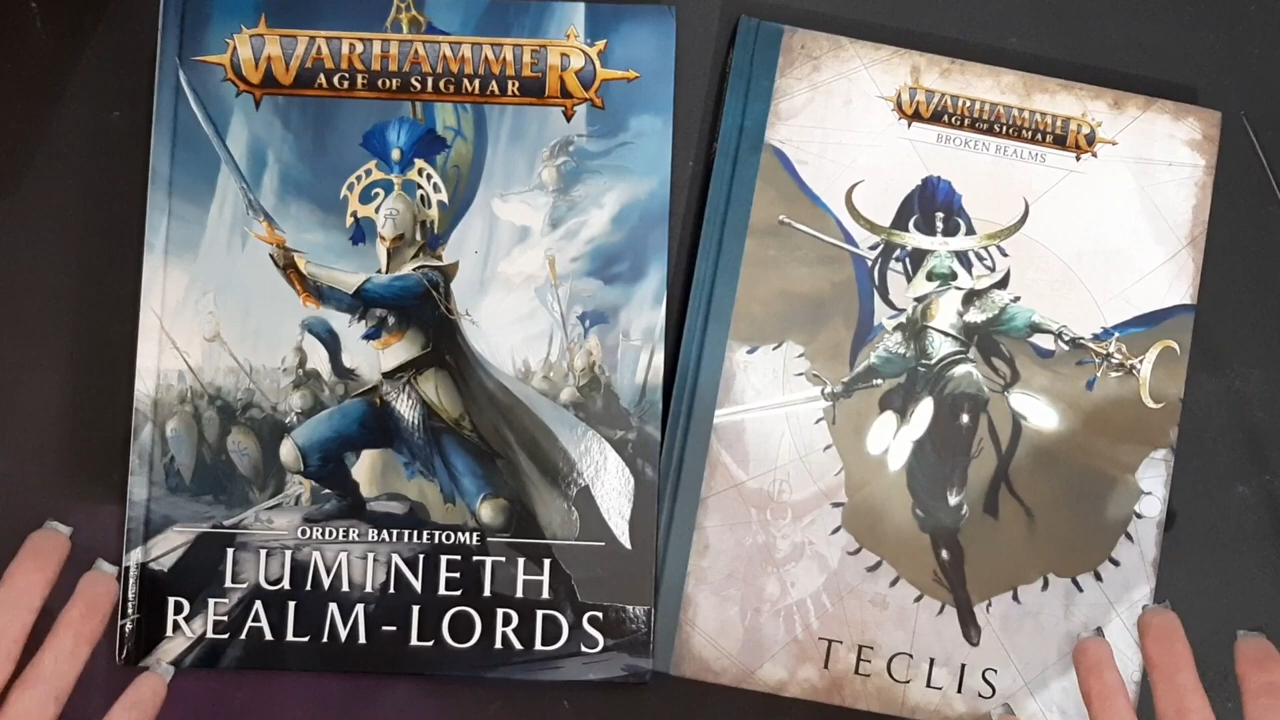 WARHAMMER
AGE OF SIGMAR
ORDER BATTLETOME
LUMINETH
REALM-LORDS
WARHAMMER
AGE OF SIGMAR
BROKEN REALMS
TECLIS